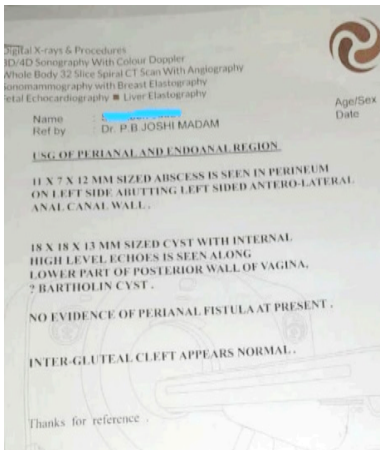 Digital X-rays & Procedures
3D/4D Sonography With Colour Doppler
Whole Body 32 Slice Spiral CT Scan With Angiography
Sonomammography with Breast Elastography
Fetal Echocardiography ■ Liver Elastography
Age/Sex
Name
Date
Ref by : Dr. P.B JOSHI MADAM
USG OF PERIANAL AND ENDOANAL REGION
11 X 7 X 12 MM SIZED ABSCESS IS SEEN IN PERINEUM
ON LEFT SIDE ABUTTING LEFT SIDED ANTERO-LATERAL
ANAL CANAL WALL.
18 X 18 X 13 MM SIZED CYST WITH INTERNAL
HIGH LEVEL ECHOES IS SEEN ALONG
LOWER PART OF POSTERIOR WALL OF VAGINA.
? BARTHOLIN CYST .
NO EVIDENCE OF PERIANAL FISTULA AT PRESENT .
INTER-GLUTEAL CLEFT APPEARS NORMAL .
Thanks for reference .